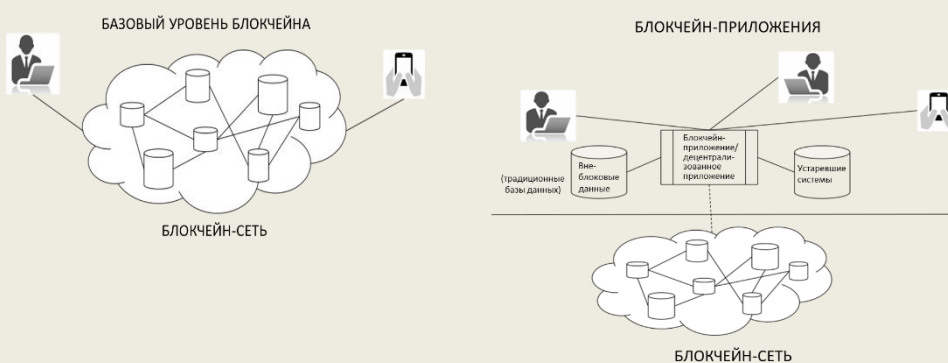 БАЗОВЫЙ УРОВЕНЬ БЛОКЧЕЙНА
БЛОКЧЕЙН-СЕТЬ
БЛОКЧЕЙН-ПРИЛОЖЕНИЯ
(традиционные
базы данных)
Вне-
блоковые
данные
Блокчейн-
приложение/
децентрали-
зованное
приложение
Устаревшие
системы
БЛОКЧЕЙН-СЕТЬ